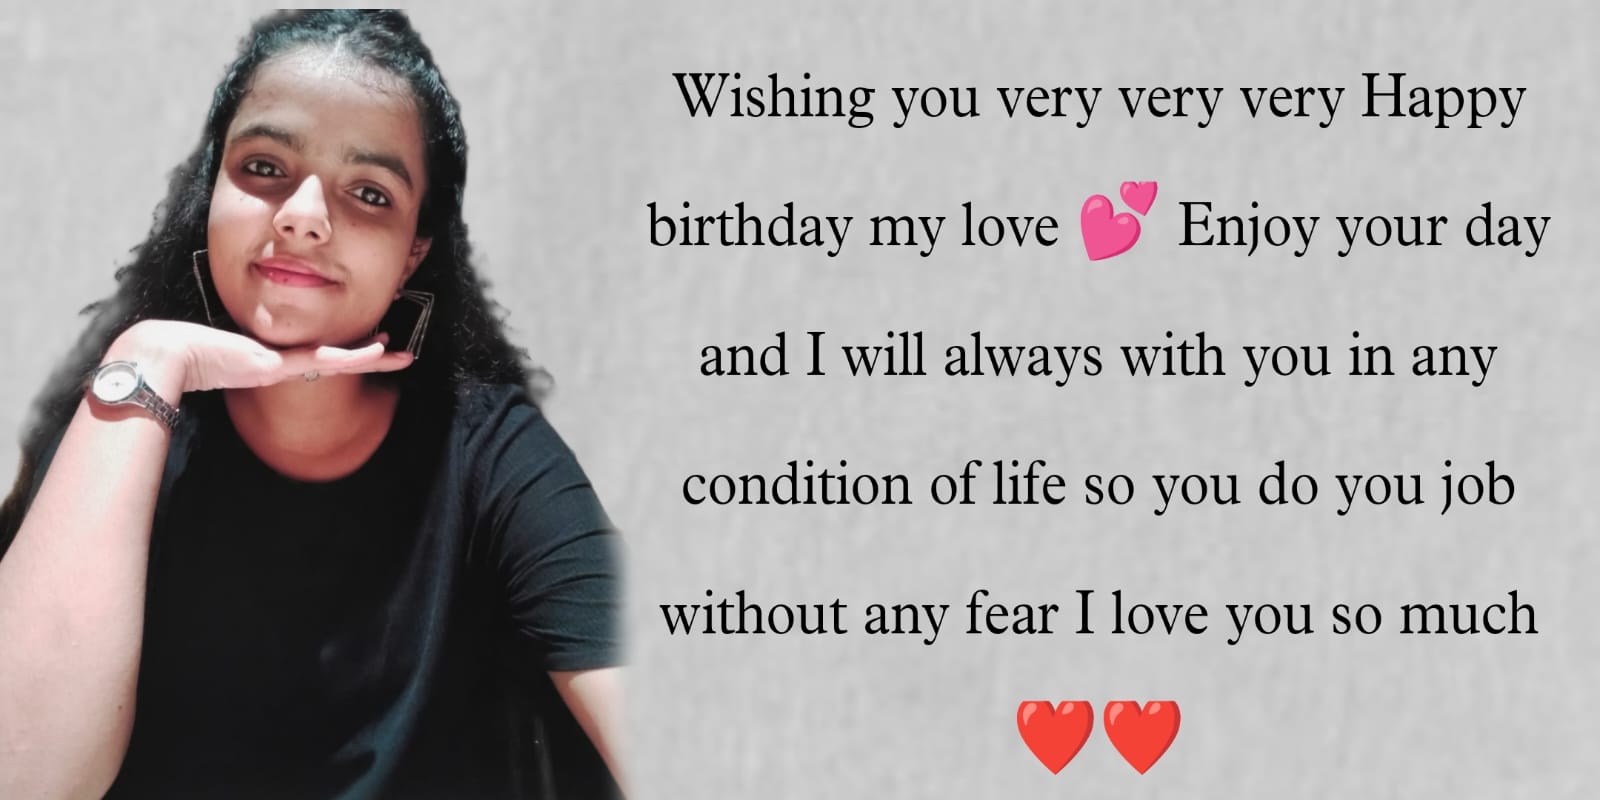 Wishing you very very very Happy
birthday my love 💕 Enjoy your day
and I will always with you in any
condition of life so you do you job
without any fear I love you so much
❤️❤️